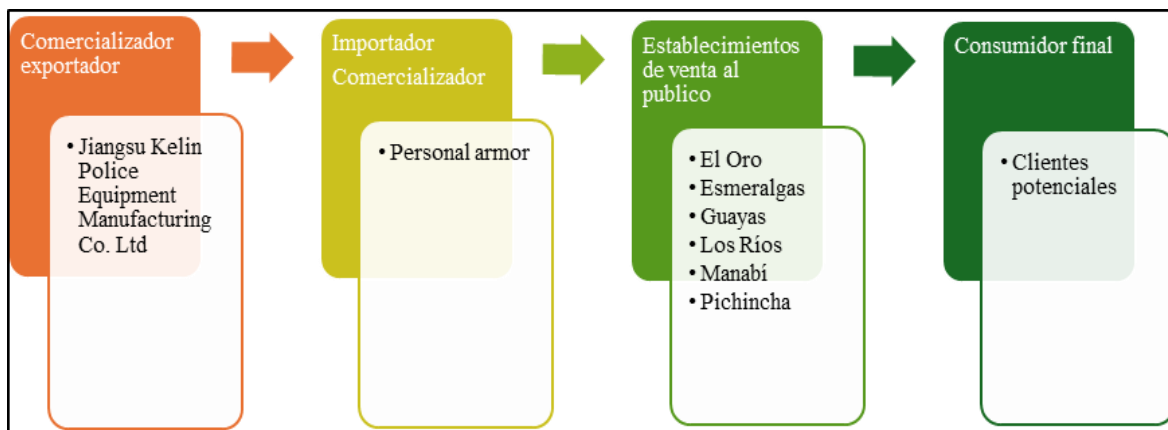 Comercializador
exportador
• Jiangsu Kelin
Police
Equipment
Manufacturing
Co. Ltd
Importador
Comercializador
• Personal armor
Establecimientos
de venta al
publico
• El Oro
• Esmeralgas
• Guayas
• Los Ríos
• Manabí
• Pichincha
Consumidor final
• Clientes
potenciales